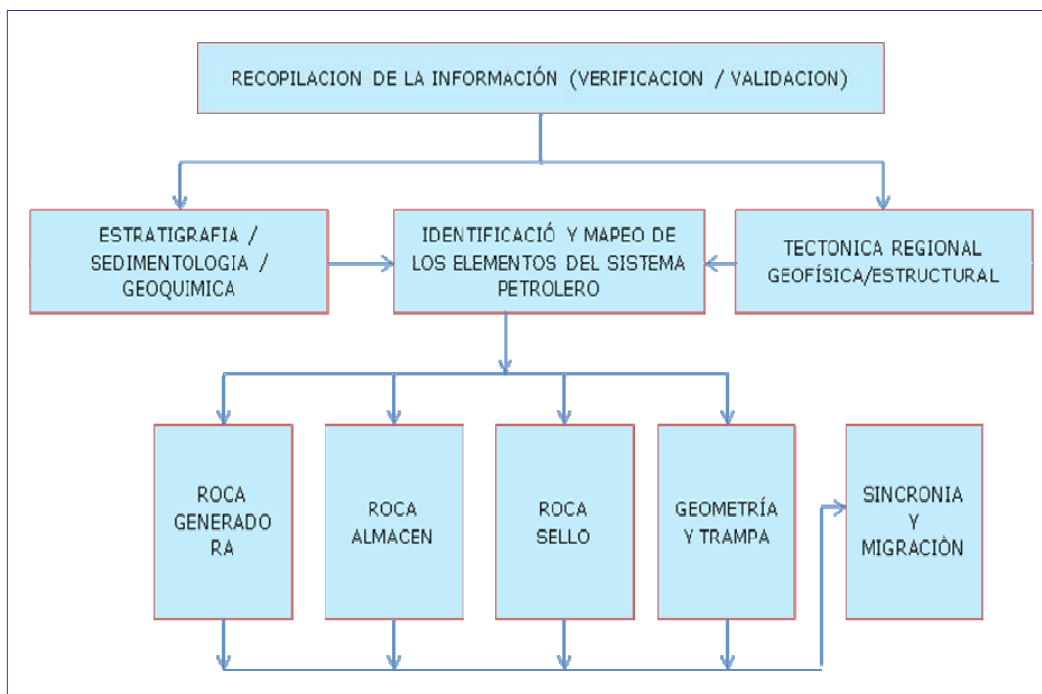 RECOPILACION DE LA INFORMACIÓN (VERIFICACION / VALIDACION)
ESTRATIGRAFIA /
SEDIMENTOLOGIA /
GEOQUIMICA
IDENTIFICACIÓ Y MAPEO DE
LOS ELEMENTOS DEL SISTEMA
PETROLERO
TECTONICA REGIONAL
GEOFÍSICA/ESTRUCTURAL
ROCA
GENERADO
RA
ROCA
ALMACEN
ROCA
SELLO
GEOMETRÍA
Y TRAMPA
SINCRONIA
Y
MIGRACIÒN